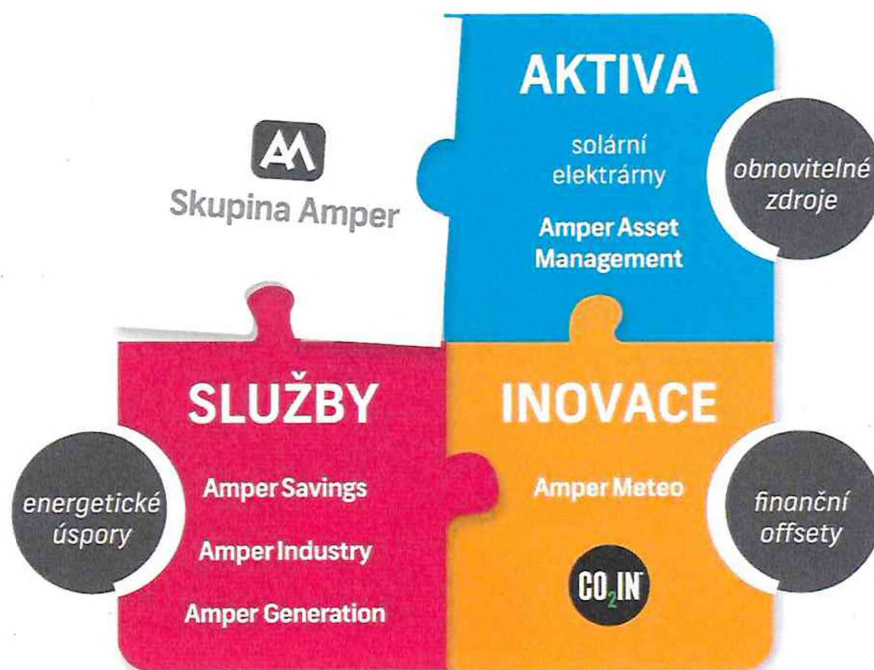 AM
Skupina Amper
AKTIVA
solární
elektrárny
Amper Asset
Management
obnovitelné
zdroje
SLUŽBY
Amper Savings
Amper Industry
Amper Generation
energetické
úspory
INOVACE
Amper Meteo
CO₂IN
finanční
offsety